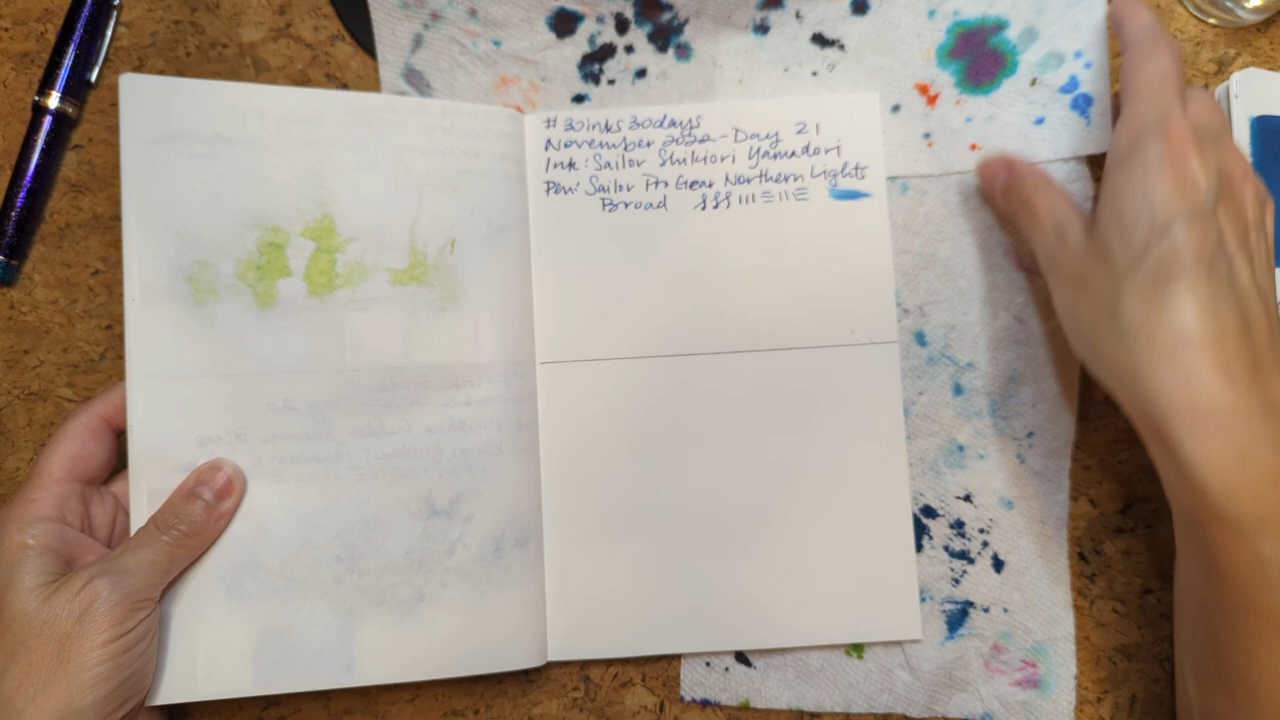 # 30inks30days
November 2022 - Day 21
Ink: Sailor Shikiori Yamadori
Pen: Sailor Pro Gear Northern Lights
Broad